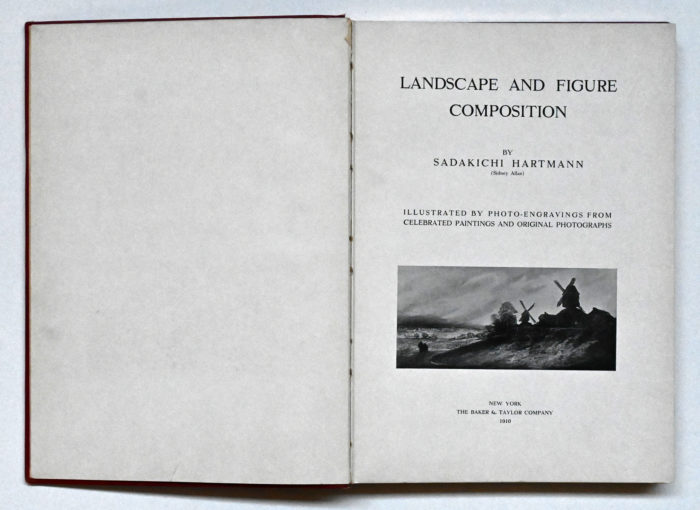 LANDSCAPE AND FIGURE
COMPOSITION
BY
SADAKICHI HARTMANN
(Sidney Allan)
ILLUSTRATED BY PHOTO-ENGRAVINGS FROM
CELEBRATED PAINTINGS AND ORIGINAL PHOTOGRAPHS
NEW YORK
THE BAKER & TAYLOR COMPANY
1910